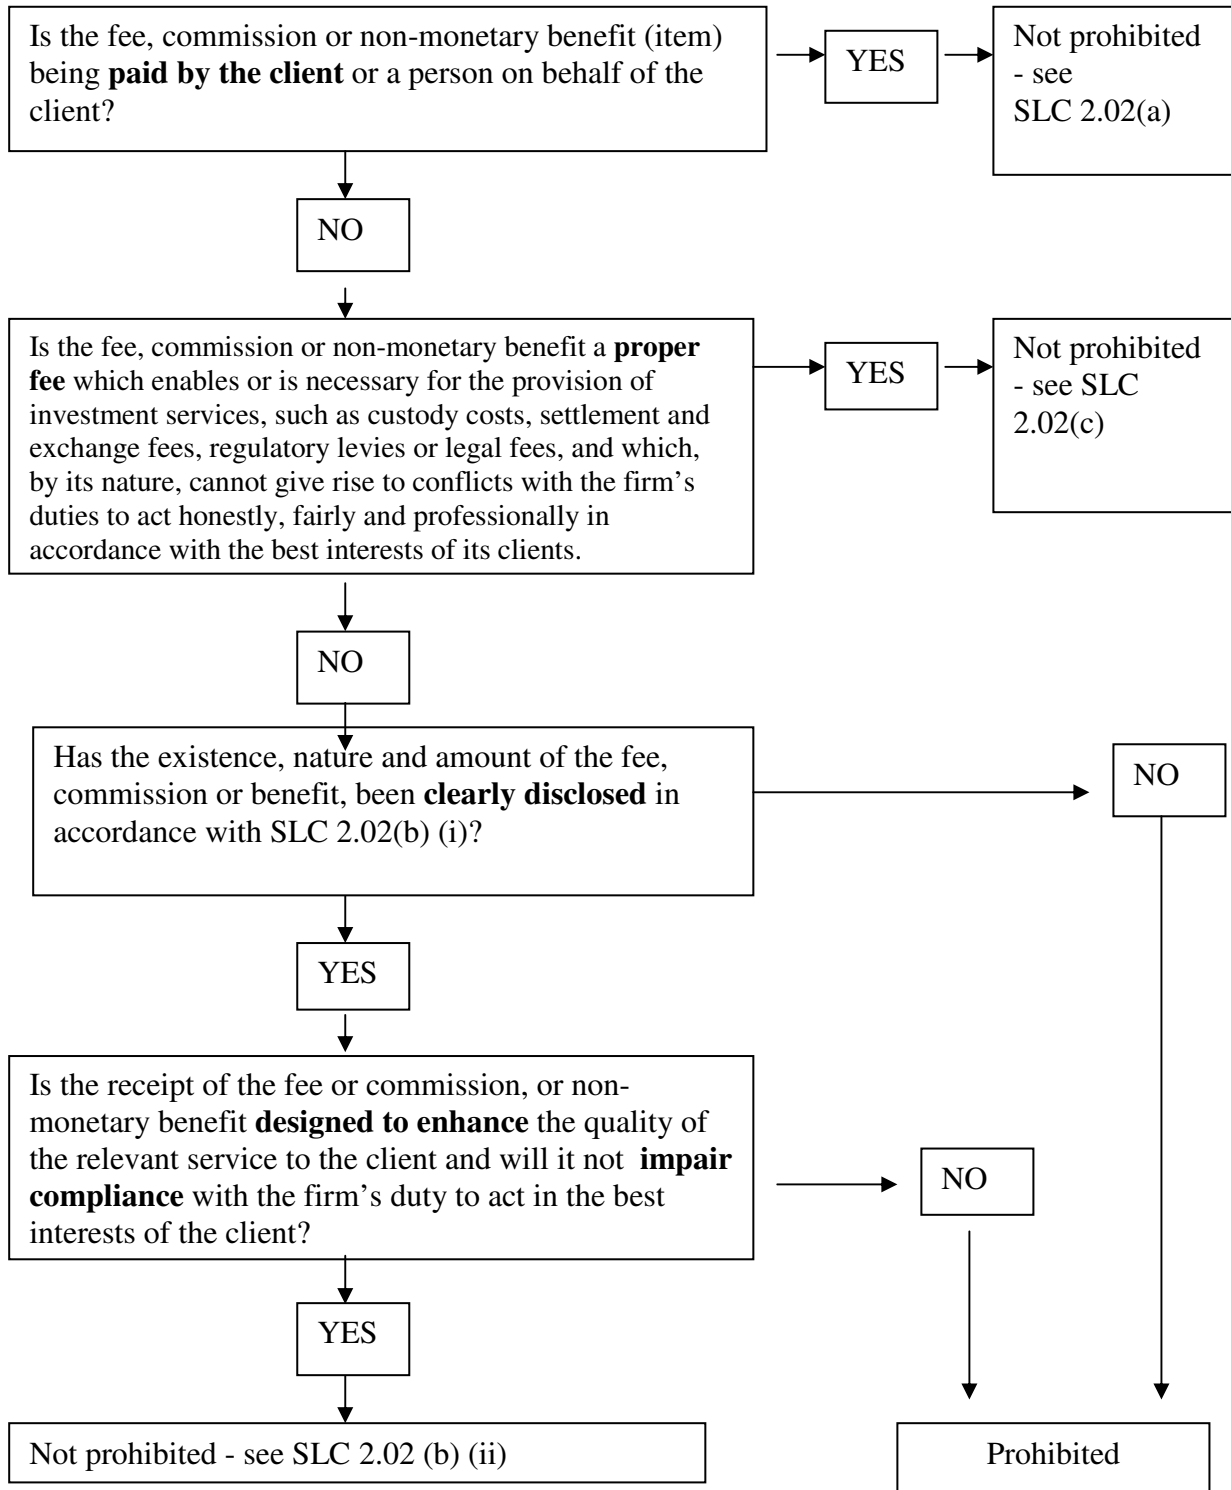 Is the fee, commission or non-monetary benefit (item)
being paid by the client or a person on behalf of the
client?
YES
Not prohibited
- see
SLC 2.02(a)
NO
Is the fee, commission or non-monetary benefit a proper
fee which enables or is necessary for the provision of
investment services, such as custody costs, settlement and
exchange fees, regulatory levies or legal fees, and which,
by its nature, cannot give rise to conflicts with the firm's
duties to act honestly, fairly and professionally in
accordance with the best interests of its clients.
YES
Not prohibited
- see SLC
2.02(c)
NO
Has the existence, nature and amount of the fee,
commission or benefit, been clearly disclosed in
accordance with SLC 2.02(b) (i)?
NO
YES
Is the receipt of the fee or commission, or non-
monetary benefit designed to enhance the quality of
the relevant service to the client and will it not impair
compliance with the firm's duty to act in the best
interests of the client?
NO
YES
Not prohibited - see SLC 2.02 (b) (ii)
Prohibited